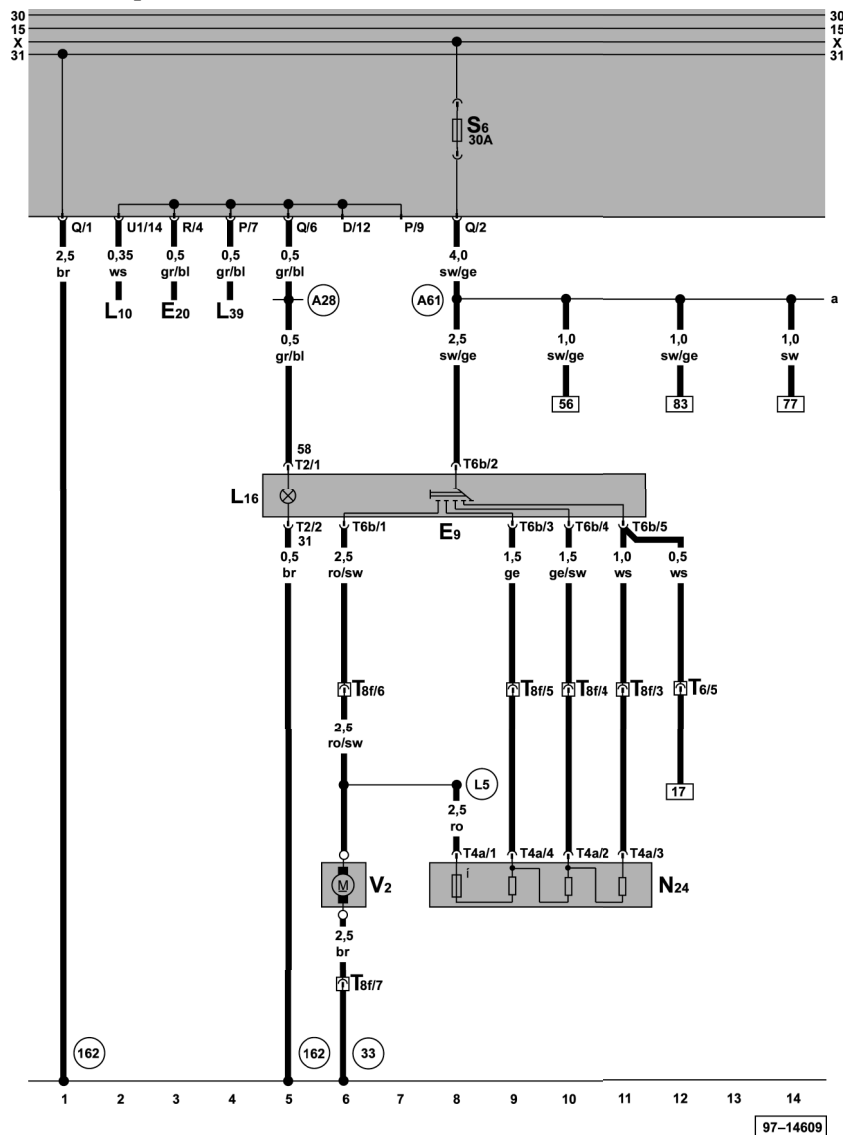 30 30
15 15
X X
31 31
S6
30A
Q/1 U1/14 R/4 P/7 Q/6 D/12 P/9 Q/2
2,5 0,35 0,5 0,5 0,5 4,0
br ws gr/bl gr/bl gr/bl sw/ge
L10 E20 L39 A28 A61 a
0,5 2,5 1,0 1,0 1,0
gr/bl sw/ge sw/ge sw/ge sw
56 83 77
58
T2/1 T6b/2
L16
E9
T2/2 T6b/1 T6b/3 T6b/4 T6b/5
31
0,5 2,5 1,5 1,5 1,0 0,5
br ro/sw ge ge/sw ws ws
T8f/6 T8f/5 T8f/4 T8f/3 T6/5
2,5
ro/sw
L5 17
2,5
ro
T4a/1 T4a/4 T4a/2 T4a/3
í
M V2 N24
2,5
br
T8f/7
162 162 33
1 2 3 4 5 6 7 8 9 10 11 12 13 14
97–14609